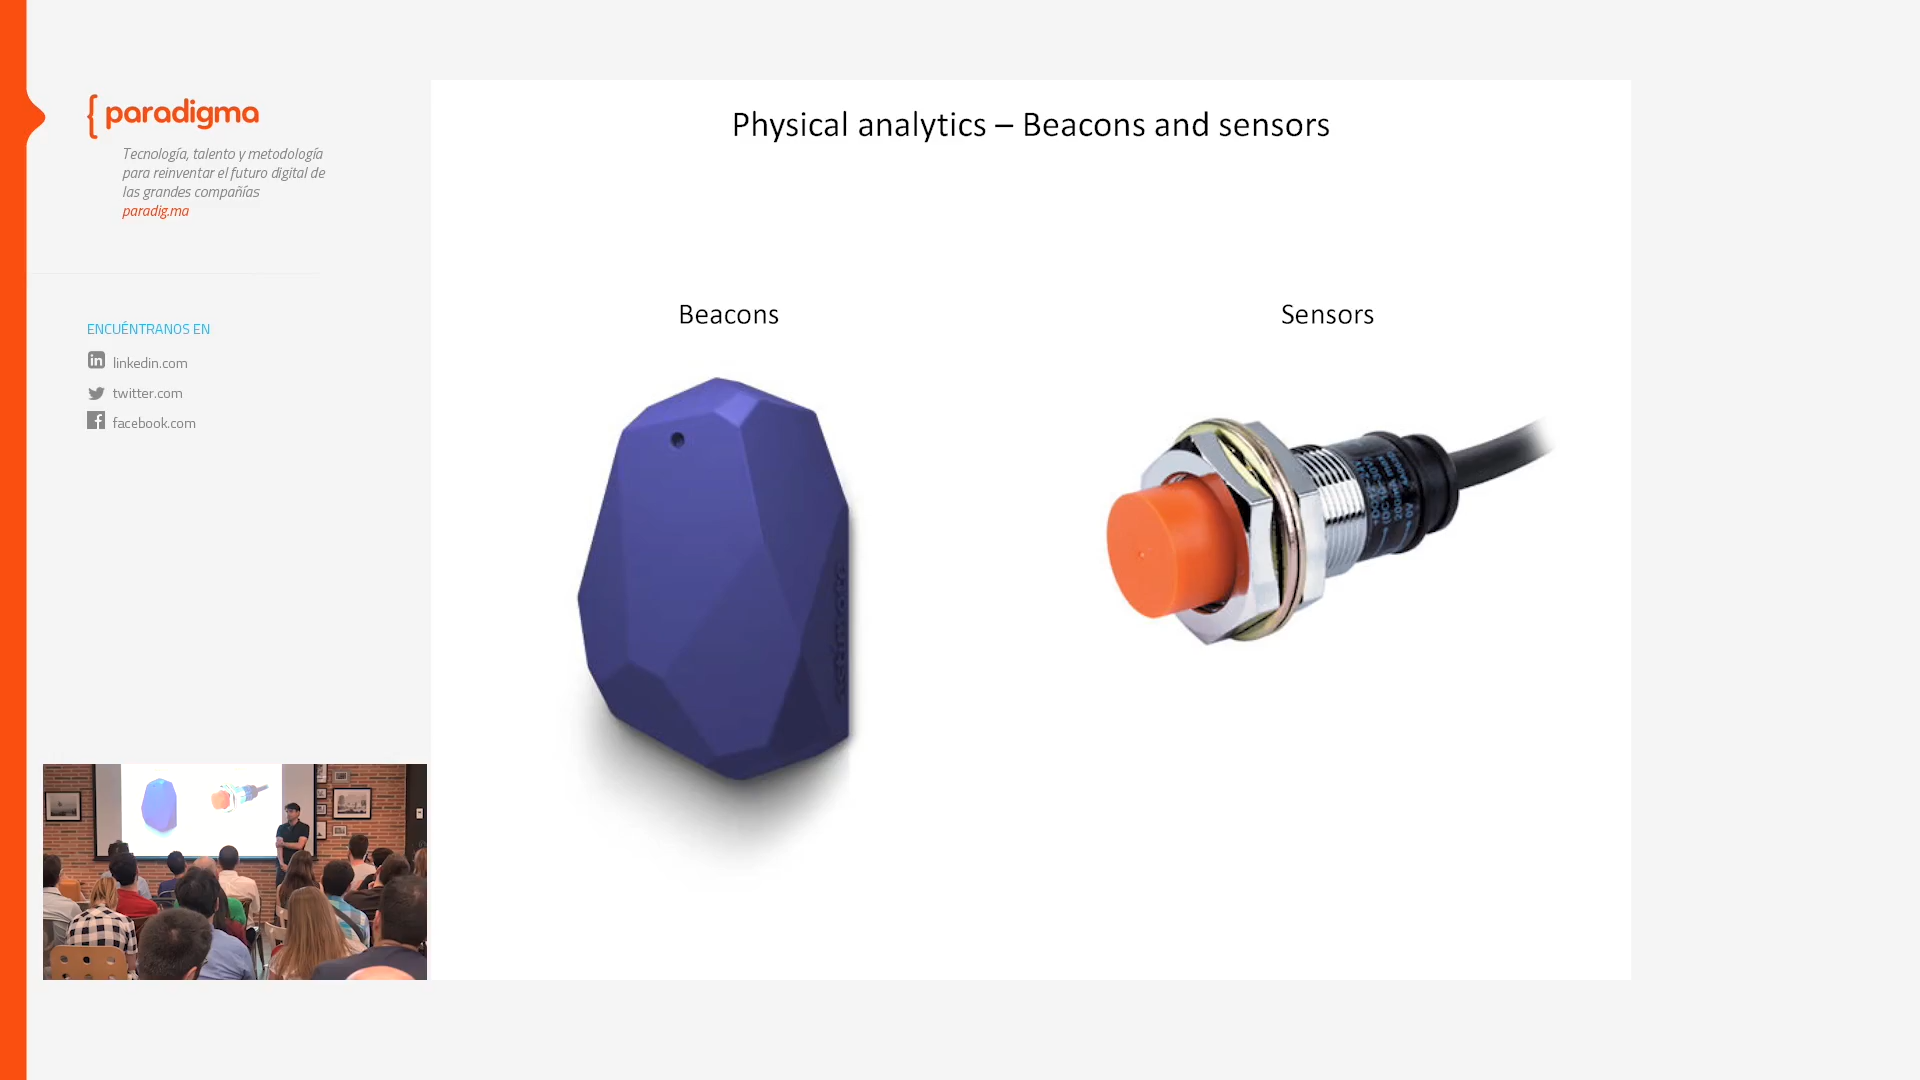 { paradigma
Tecnología, talento y metodología
para reinventar el futuro digital de
las grandes compañías
paradig.ma
ENCUÉNTRANOS EN
linkedin.com
twitter.com
facebook.com
Physical analytics – Beacons and sensors
Beacons
Sensors